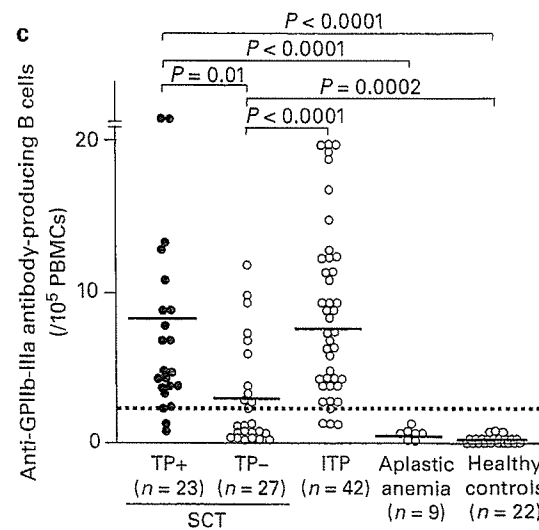 c
P < 0.0001
P < 0.0001
P = 0.01
P = 0.0002
P < 0.0001
Anti-GPIIb-IIIa antibody-producing B cells
(/10⁵ PBMCs)
20
10
0
TP+ TP− ITP Aplastic Healthy
(n = 23) (n = 27) (n = 42) anemia controls
(n = 9) (n = 22)
SCT